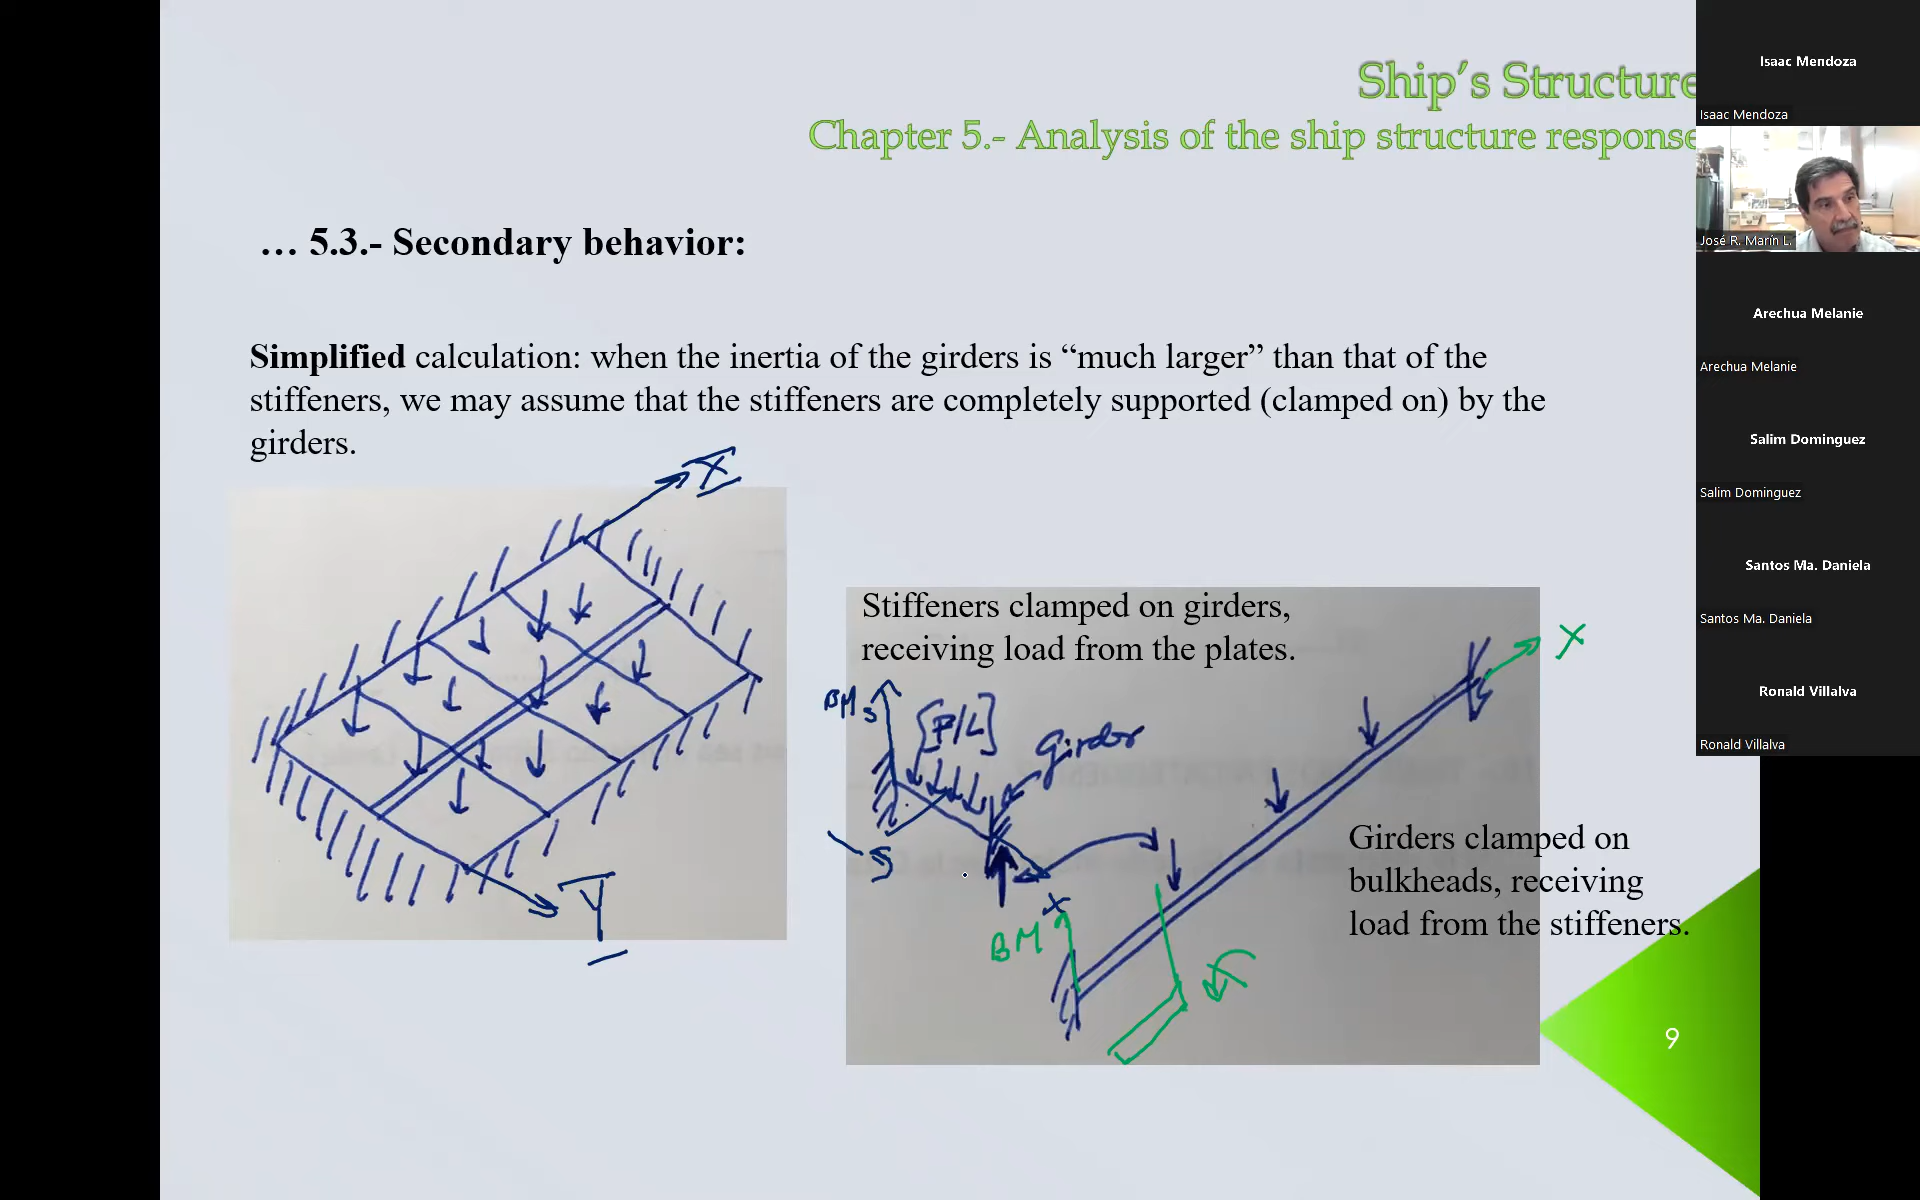 Ship's Structure
Chapter 5.- Analysis of the ship structure response
… 5.3.- Secondary behavior:
Simplified calculation: when the inertia of the girders is “much larger” than that of the
stiffeners, we may assume that the stiffeners are completely supported (clamped on) by the
girders.
X
Y
Stiffeners clamped on girders,
receiving load from the plates.
BM S
[F/L]
Girder
S
X
BM
X
Girders clamped on
bulkheads, receiving
load from the stiffeners.
9
Isaac Mendoza
Isaac Mendoza
José R. Marín L.
Arechua Melanie
Arechua Melanie
Salim Dominguez
Salim Dominguez
Santos Ma. Daniela
Santos Ma. Daniela
Ronald Villalva
Ronald Villalva